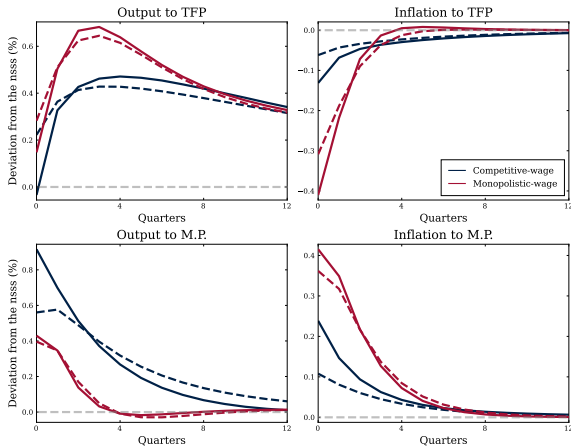 Output to TFP
Inflation to TFP
Deviation from the nsss (%)
0.6
0.4
0.2
0.0
0.0
−0.1
−0.2
−0.3
−0.4
Competitive-wage
Monopolistic-wage
0 4 8 12
0 4 8 12
Quarters
Quarters
Output to M.P.
Inflation to M.P.
Deviation from the nsss (%)
0.8
0.6
0.4
0.2
0.0
0.4
0.3
0.2
0.1
0.0
0 4 8 12
0 4 8 12
Quarters
Quarters